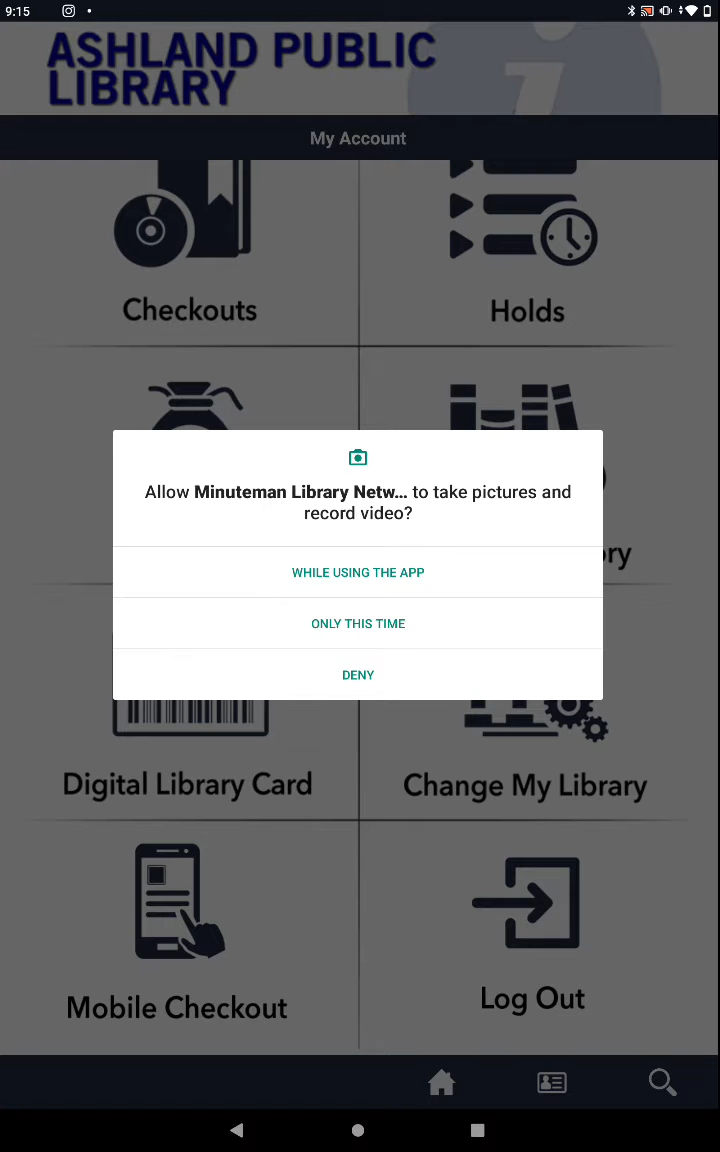 9:15
ASHLAND PUBLIC
LIBRARY
My Account
Checkouts
Holds
Allow Minuteman Library Netw... to take pictures and
record video?
WHILE USING THE APP
ONLY THIS TIME
DENY
Digital Library Card
Change My Library
Mobile Checkout
Log Out